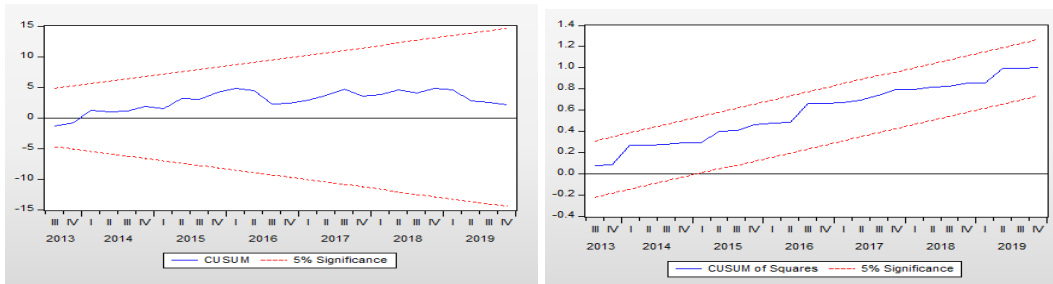 15
10
5
0
-5
-10
-15
III IV I II III IV I II III IV I II III IV I II III IV I II III IV I II III IV
2013 2014 2015 2016 2017 2018 2019
CUSUM 5% Significance
1.4
1.2
1.0
0.8
0.6
0.4
0.2
0.0
-0.2
-0.4
III IV I II III IV I II III IV I II III IV I II III IV I II III IV I II III IV
2013 2014 2015 2016 2017 2018 2019
CUSUM of Squares 5% Significance